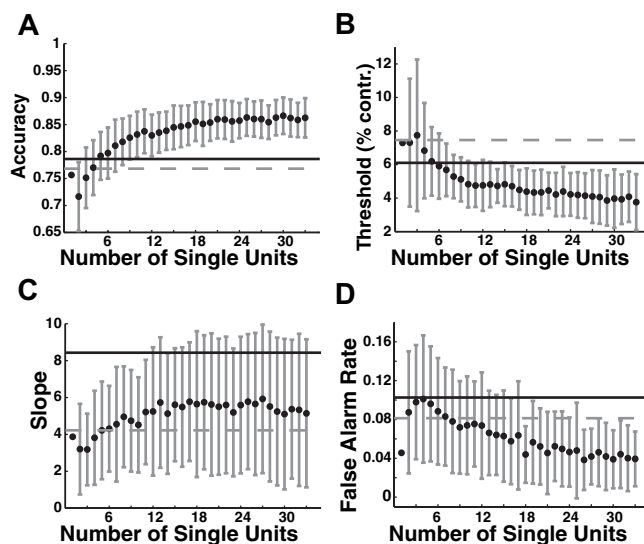 A
Accuracy
1
0.95
0.9
0.85
0.8
0.75
0.7
0.65
6 12 18 24 30
Number of Single Units
B
Threshold (% contr.)
12
10
8
6
4
2
6 12 18 24 30
Number of Single Units
C
Slope
10
8
6
4
2
0
6 12 18 24 30
Number of Single Units
D
False Alarm Rate
0.16
0.12
0.08
0.04
0
6 12 18 24 30
Number of Single Units